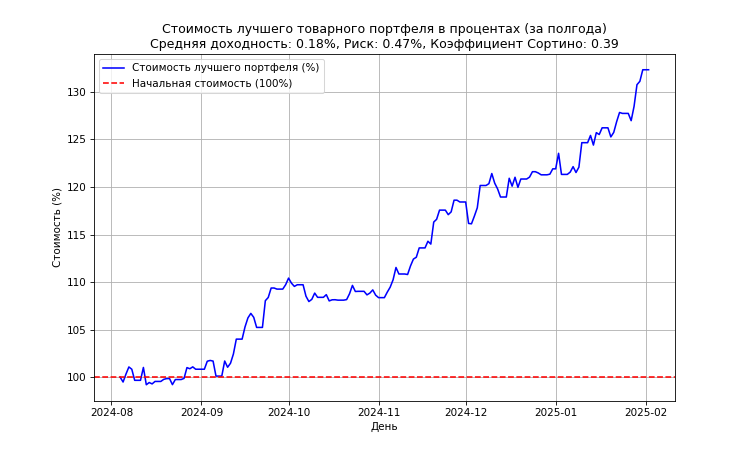 Стоимость лучшего товарного портфеля в процентах (за полгода)
Средняя доходность: 0.18%, Риск: 0.47%, Коэффициент Сортино: 0.39
Стоимость лучшего портфеля (%)
Начальная стоимость (100%)
Стоимость (%)
130
125
120
115
110
105
100
2024-08
2024-09
2024-10
2024-11
2024-12
2025-01
2025-02
День